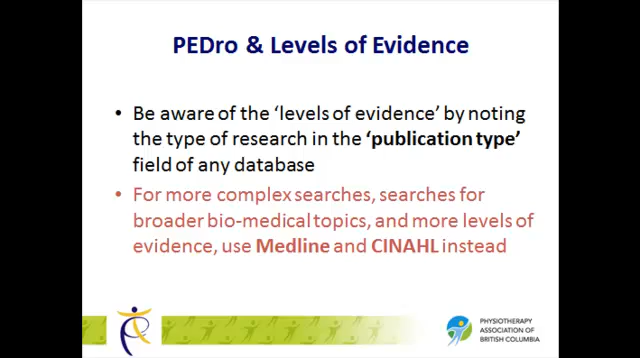 PEDro & Levels of Evidence
• Be aware of the ‘levels of evidence’ by noting
the type of research in the ‘publication type’
field of any database
• For more complex searches, searches for
broader bio-medical topics, and more levels of
evidence, use Medline and CINAHL instead
PHYSIOTHERAPY
ASSOCIATION OF
BRITISH COLUMBIA